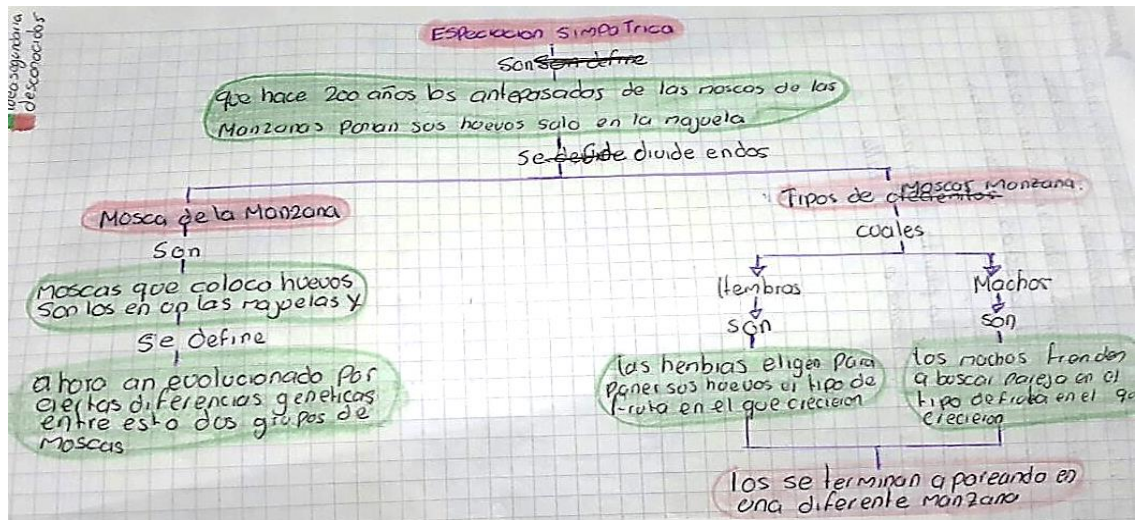 desconocidos
ESPeciacion SimPaTrica
Son son define
que hace 200 años los antepasados de las moscas de las
Manzanas Ponian sus huevos solo en la majuela
Se define divide en dos
Mosca de la Manzana
Son
Moscas que coloco huevos
son los en op las majuelas y
Se define
ahora an evolucionado Por
ciertas diferencias geneticas
entre esto dos grupos de
Moscas
Tipos de Moscas Manzana.
cuales
Hembras
son
las henbras eligen Para
Poner sus huevos el tipo de
fruta en el que crecieron
Machos
son
los machos tienden
a buscar pareja en el
tipo de fruta en el
crecieron
los se terminan apareando en
una diferente manzana